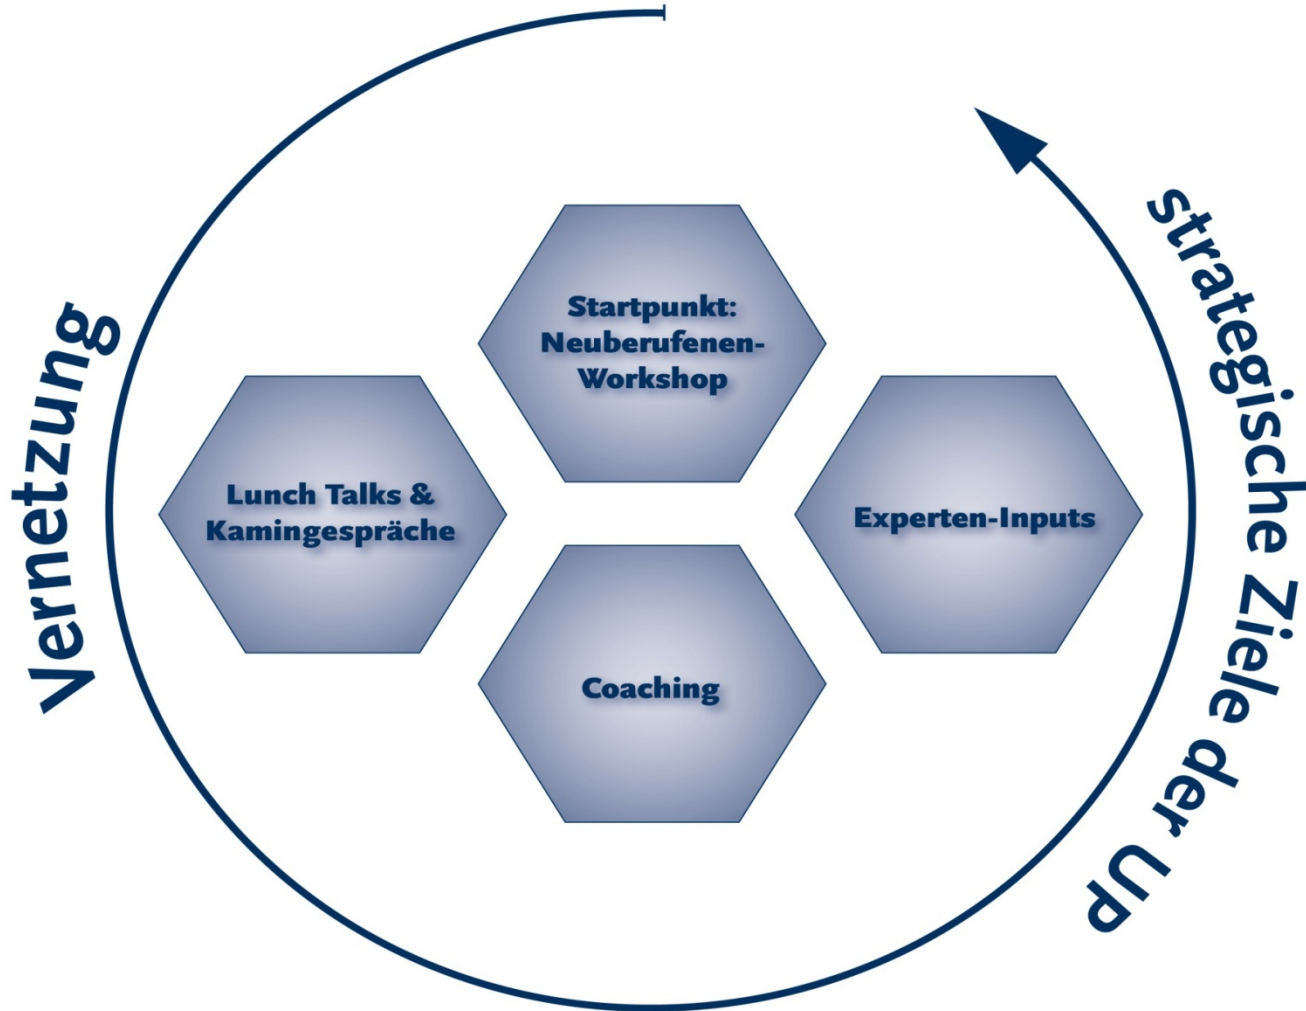 Vernetzung
strategische Ziele der UP
Startpunkt:
Neuberufenen-
Workshop
Lunch Talks &
Kamingespräche
Experten-Inputs
Coaching